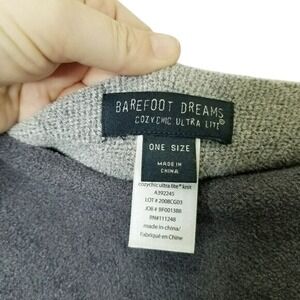 BAREFOOT DREAMS
COZYCHIC ULTRA LITE®
ONE SIZE
MADE IN
CHINA
cozychic ultra lite® knit
A392245
LOT# 2008CG03
JOB# 9F001388
RN#111248
made in china/
Fabriqué en Chine